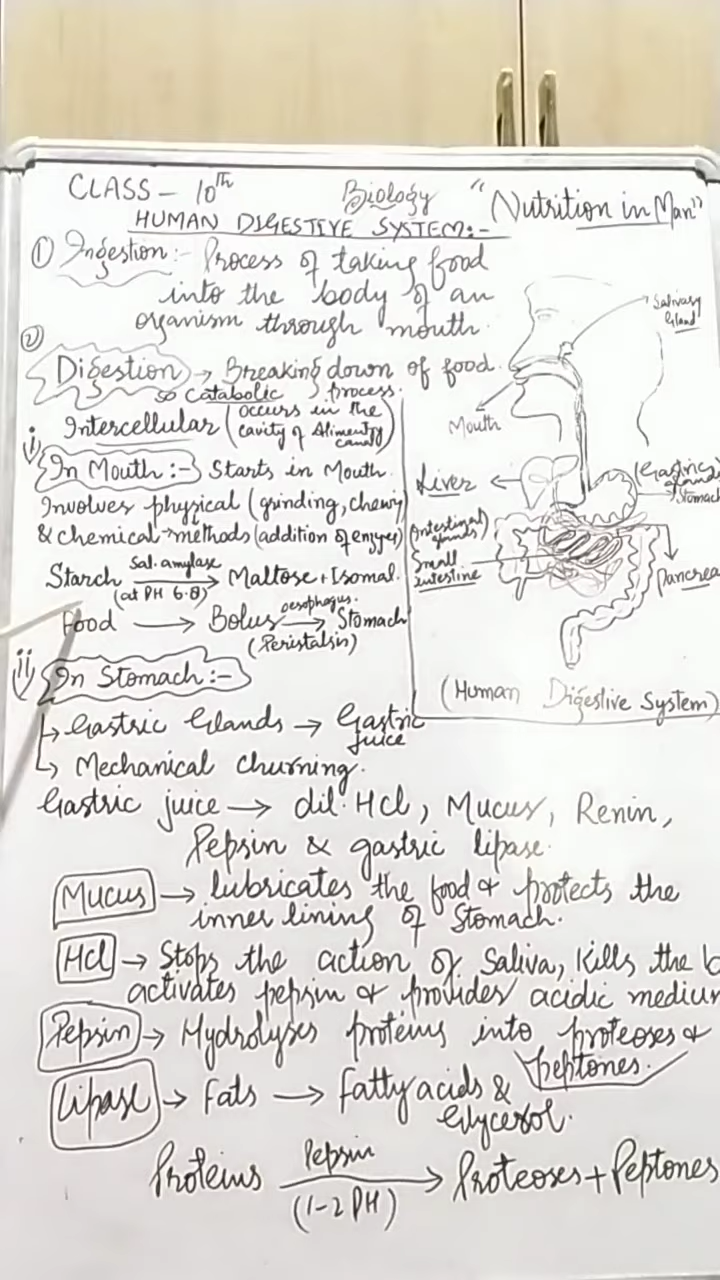 CLASS - 10th Biology "Nutrition in Man"
HUMAN DIGESTIVE SYSTEM:-
① Ingestion:- Process of taking food
into the body of an
organism through mouth.
②
Digestion → Breaking down of food.
so Catabolic process.
Intercellular (occurs in the
cavity of Alimentry
canal)
i) In Mouth:- Starts in Mouth.
Involves physical (grinding, chewing
& chemical → methods (addition of enzymes)
Starch Sal. amylase → Maltose + Isomal.
(at PH 6.8)
Food → Bolus oesophagus → Stomach
(Peristalsin)
Salivary
Gland
Mouth
Liver
(Gastric
glands)
Stomach
(Intestinal
glands)
Small
intestine
Pancrea
(Human Digestive System)
ii) In Stomach:-
→ Gastric Glands → Gastric
Juice
→ Mechanical churning.
Gastric juice → dil. Hcl, Mucus, Renin,
Pepsin & gastric lipase.
Mucus → lubricates the food & protects the
inner lining of Stomach.
Hcl → Stops the action of Saliva, kills the b
activates pepsin & provides acidic medium
Pepsin → Hydrolyses proteins into proteoses &
peptones.
Lipase → Fats → Fatty acids &
Glycerol.
Proteins Pepsin → Proteoses + Peptones
(1-2 PH)